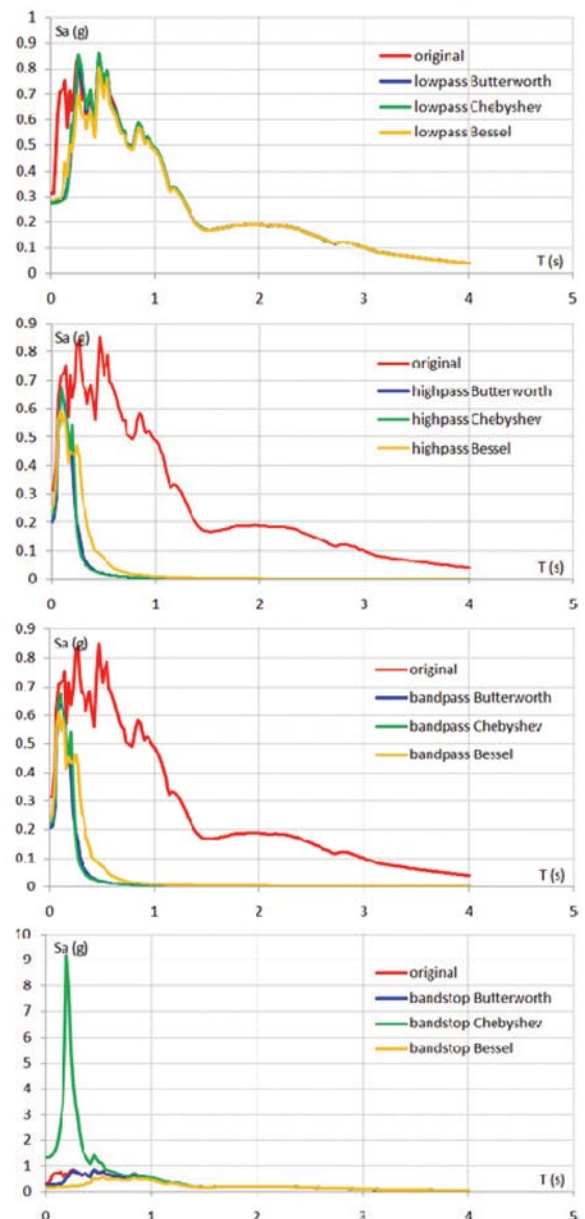 1
Sa (g)
0.9
original
0.8
lowpass Butterworth
0.7
lowpass Chebyshev
0.6
lowpass Bessel
0.5
0.4
0.3
0.2
0.1
T (s)
0
0 1 2 3 4 5
0.9
Sa (g)
0.8
original
0.7
highpass Butterworth
0.6
highpass Chebyshev
0.5
highpass Bessel
0.4
0.3
0.2
0.1
T (s)
0
0 1 2 3 4 5
0.9
Sa (g)
0.8
original
0.7
bandpass Butterworth
0.6
bandpass Chebyshev
0.5
bandpass Bessel
0.4
0.3
0.2
0.1
T (s)
0
0 1 2 3 4 5
10
Sa (g)
9
original
8
bandstop Butterworth
7
bandstop Chebyshev
6
bandstop Bessel
5
4
3
2
1
T (s)
0
0 1 2 3 4 5